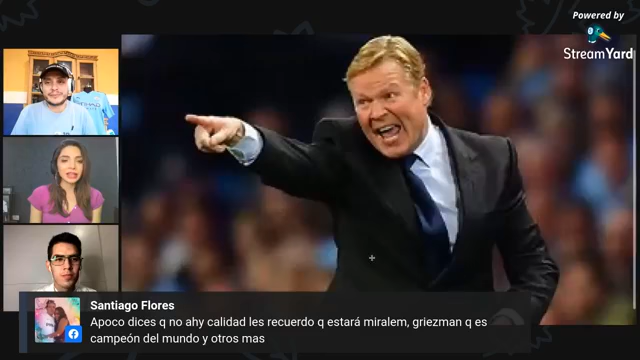 Powered by
StreamYard
Santiago Flores
Apoco dices q no ahy calidad les recuerdo q estará miralem, griezman q es
campeón del mundo y otros mas